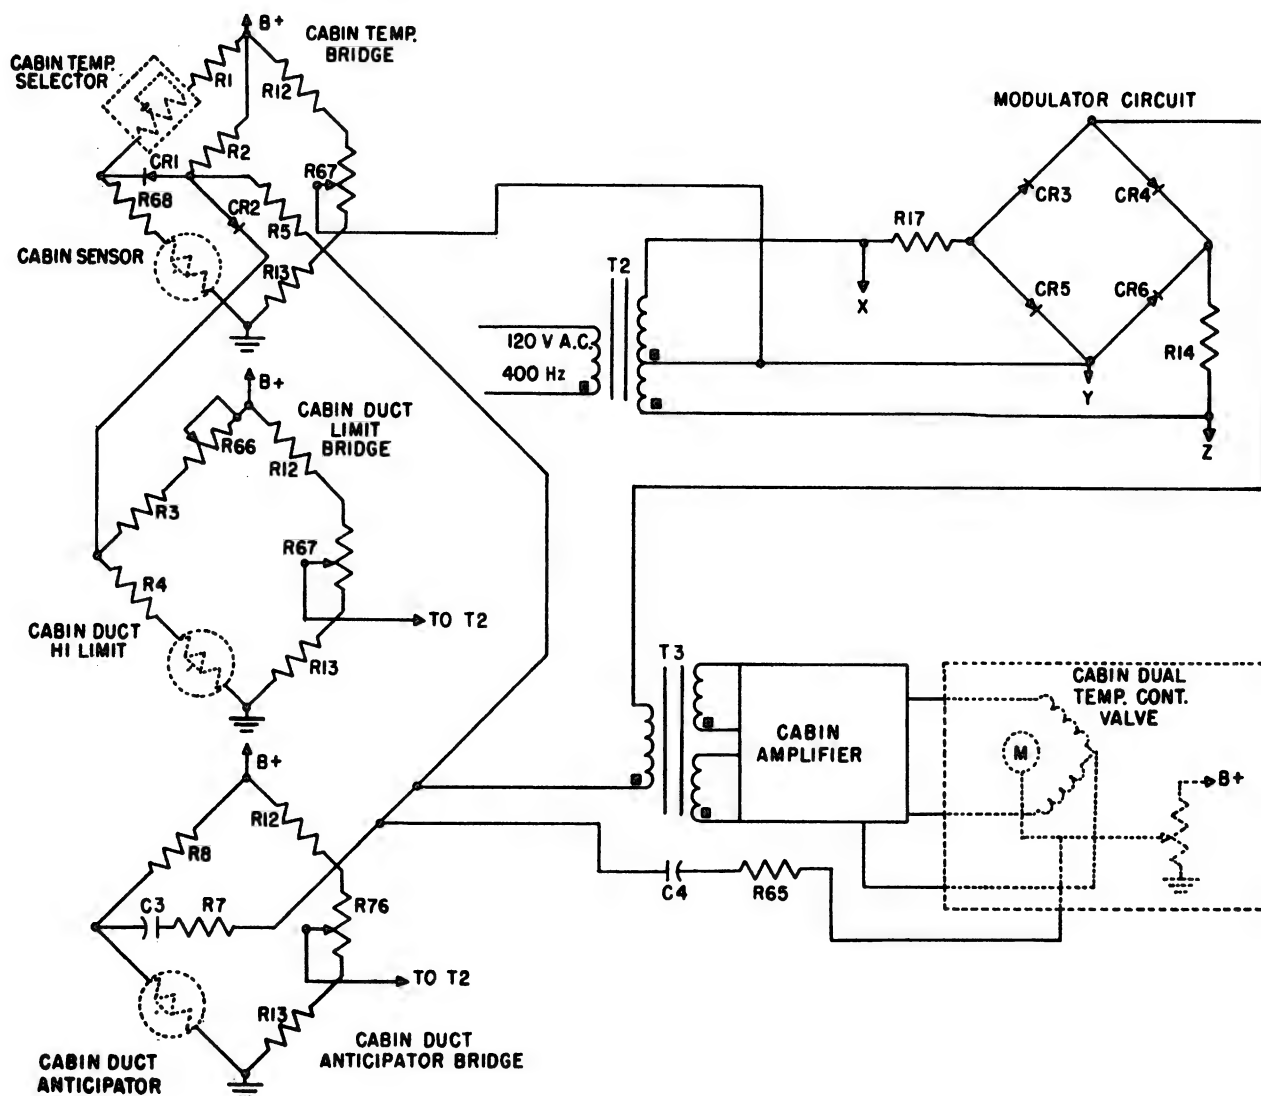 B+
CABIN TEMP.
BRIDGE
CABIN TEMP.
SELECTOR
R1
R12
R2
CR1
R67
R68
CR2
R5
CABIN SENSOR
R13
MODULATOR CIRCUIT
CR3
CR4
R17
T2
X
CR5
CR6
120 V A.C.
400 Hz
R14
Y
Z
B+
CABIN DUCT
LIMIT
BRIDGE
R66
R12
R3
R67
R4
TO T2
CABIN DUCT
HI LIMIT
R13
T3
CABIN
AMPLIFIER
CABIN DUAL
TEMP. CONT.
VALVE
M
B+
B+
R12
R8
C4
R65
C3
R7
R76
TO T2
R13
CABIN DUCT
ANTICIPATOR BRIDGE
CABIN DUCT
ANTICIPATOR